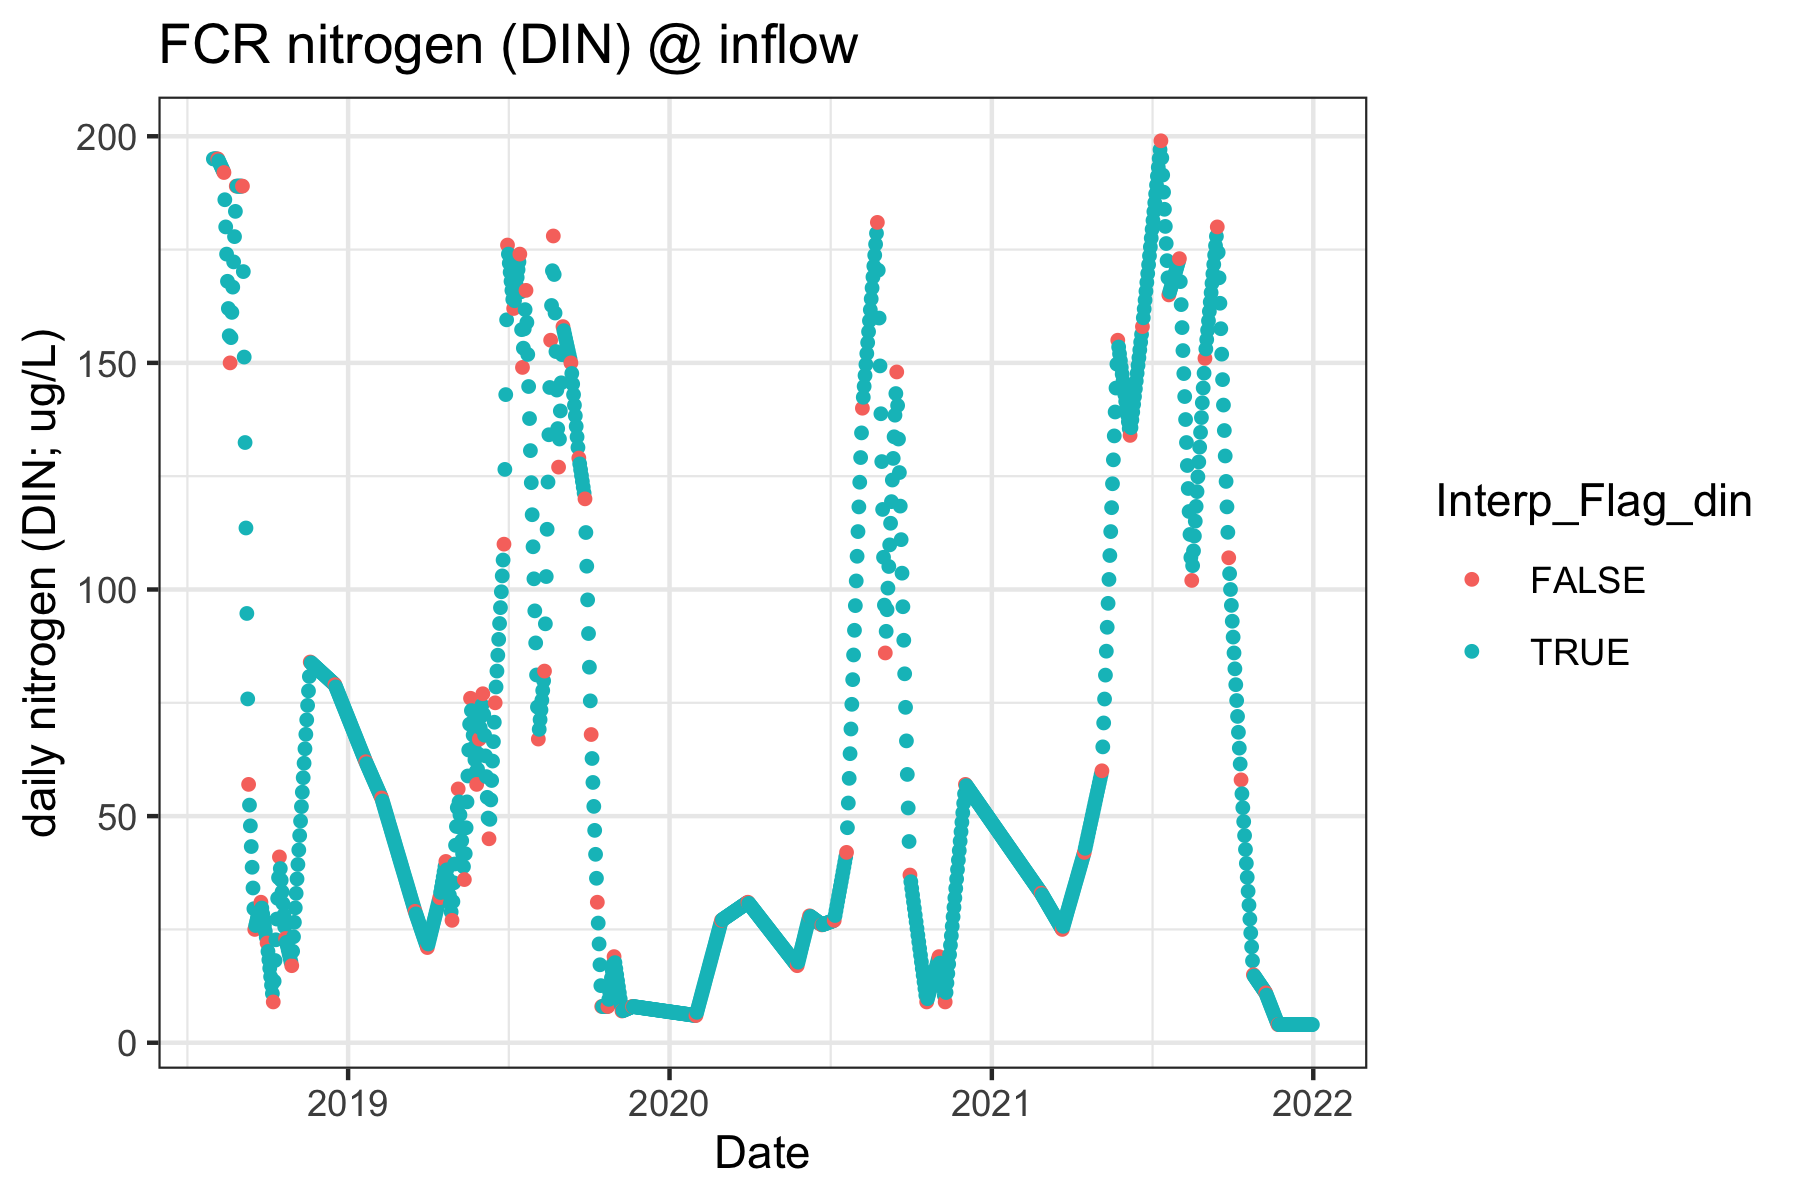 FCR nitrogen (DIN) @ inflow
daily nitrogen (DIN; ug/L)
200
150
100
50
0
2019
2020
2021
2022
Date
Interp_Flag_din
FALSE
TRUE